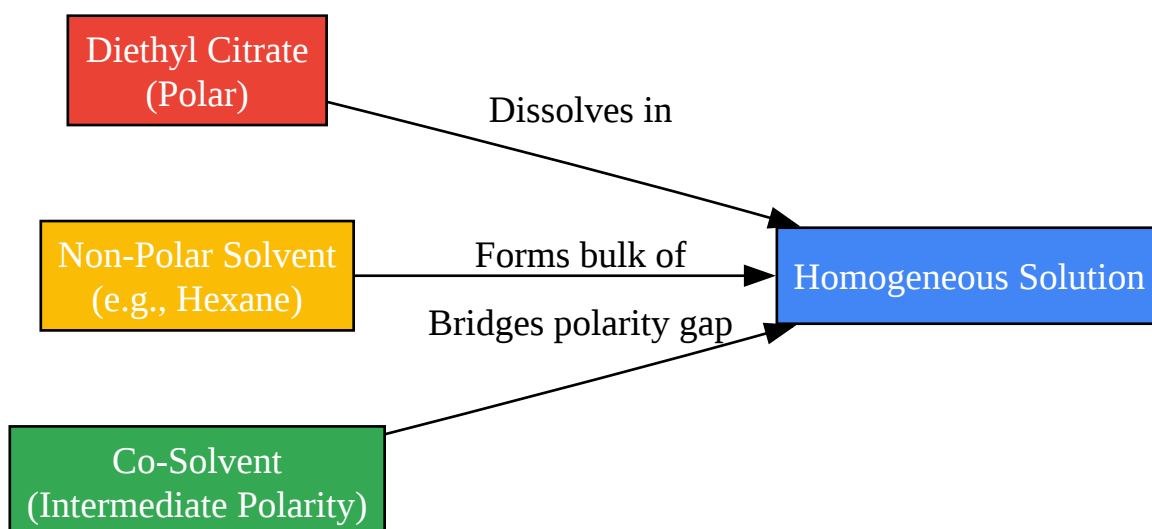 Diethyl Citrate
(Polar)
Dissolves in
Non-Polar Solvent
(e.g., Hexane)
Forms bulk of
Homogeneous Solution
Bridges polarity gap
Co-Solvent
(Intermediate Polarity)